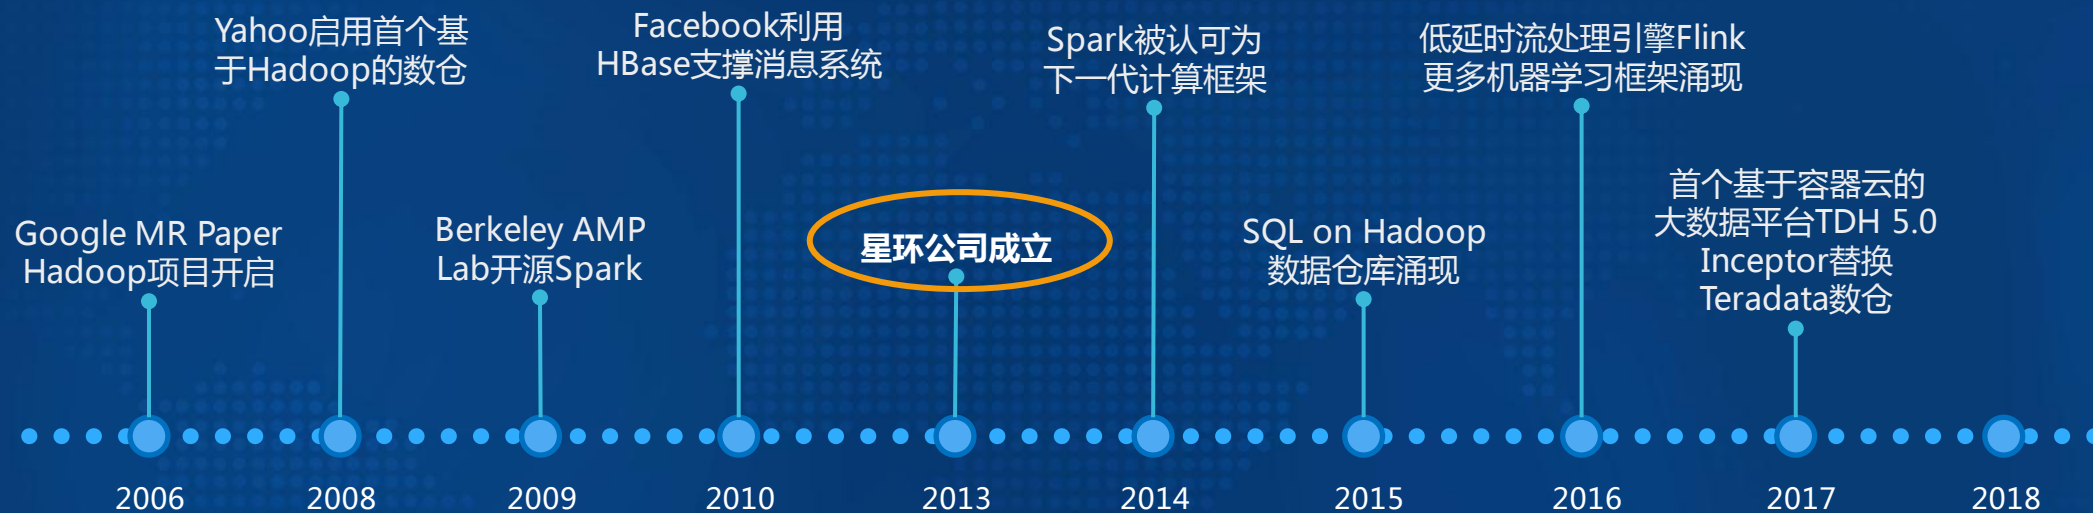 Yahoo启用首个基
于Hadoop的数仓
Facebook利用
HBase支撑消息系统
Spark被认可为
下一代计算框架
低延时流处理引擎Flink
更多机器学习框架涌现
Google MR Paper
Hadoop项目开启
Berkeley AMP
Lab开源Spark
星环公司成立
SQL on Hadoop
数据仓库涌现
首个基于容器云的
大数据平台TDH 5.0
Inceptor替换
Teradata数仓
2006
2008
2009
2010
2013
2014
2015
2016
2017
2018